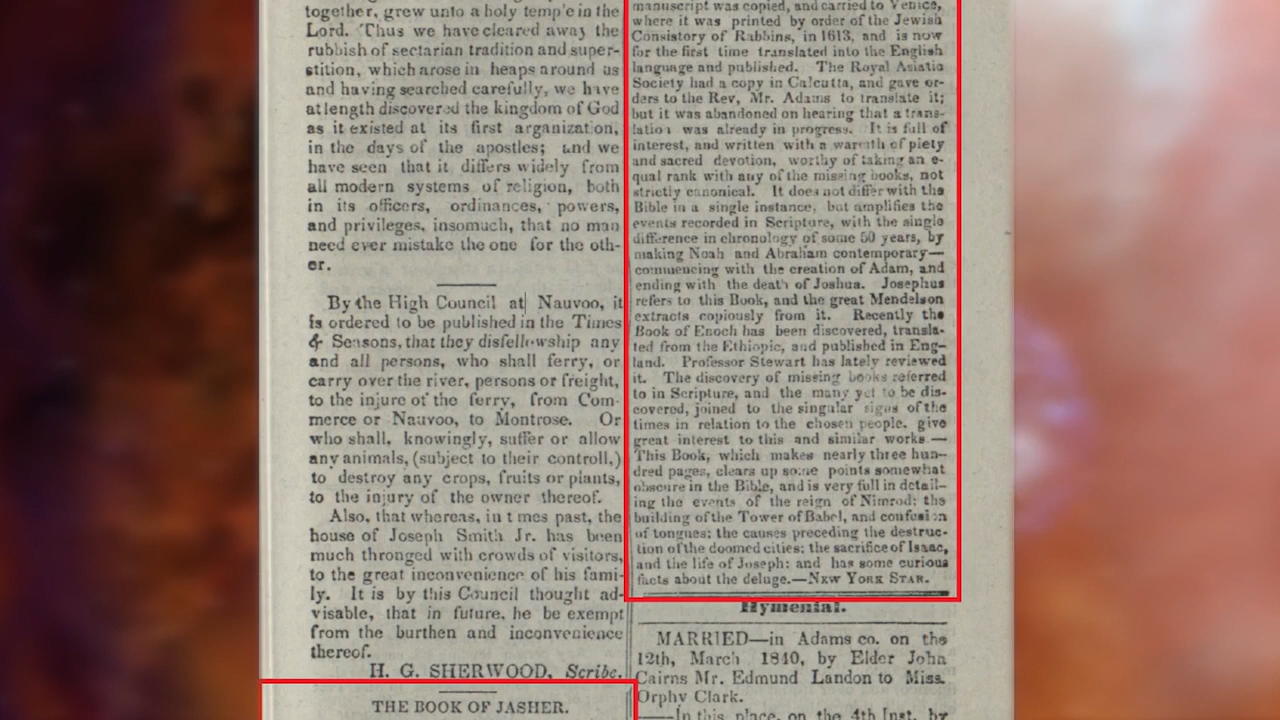 together, grew unto a holy temp'e in the
Lord. Thus we have cleared away the
rubbish of sectarian tradition and super-
stition, which arose in heaps around us
and having searched carefully, we have
at length discovered the kingdom of God
as it existed at its first arganization,
in the days of the apostles; and we
have seen that it differs widely from
all modern systems of religion, both
in its officers, ordinances, powers,
and privileges, insomuch, that no man
need ever mistake the one for the oth-
er.
By the High Council at Nauvoo, it
is ordered to be published in the Times
& Seasons, that they disfellowship any
and all persons, who shall ferry, or
carry over the river, persons or freight,
to the injure of the ferry, from Com-
merce or Nauvoo, to Montrose. Or
who shall, knowingly, suffer or allow
any animals, (subject to their controll,)
to destroy any crops, fruits or plants,
to the injury of the owner thereof.
Also, that whereas, in t mes past, the
house of Joseph Smith Jr. has been
much thronged with crowds of visitors,
to the great inconvenience of his fami-
ly. It is by this Council thought ad-
visable, that in future, he be exempt
from the burthen and inconvenience
thereof.
H. G. SHERWOOD, Scribe.
THE BOOK OF JASHER.
manuscript was copied, and carried to Venice,
where it was printed by order of the Jewish
Consistory of Rabbins, in 1613, and is now
for the first time translated into the English
language and published. The Royal Asiatic
Society had a copy in Calcutta, and gave or-
ders to the Rev, Mr. Adams to translate it;
but it was abandoned on hearing that a trans-
lation was already in progress. It is full of
interest, and written with a warmth of piety
and sacred devotion, worthy of taking an e-
qual rank with any of the missing books, not
strictly canonical. It does not differ with the
Bible in a single instance, but amplifies the
events recorded in Scripture, with the single
difference in chronology of some 50 years, by
making Noah and Abraham contemporary—
commencing with the creation of Adam, and
ending with the death of Joshua. Josephus
refers to this Book, and the great Mendelson
extracts copiously from it. Recently the
Book of Enoch has been discovered, transla-
ted from the Ethiopic, and published in Eng-
land. Professor Stewart has lately reviewed
it. The discovery of missing books referred
to in Scripture, and the many yet to be dis-
covered, joined to the singular signs of the
times in relation to the chosen people, give
great interest to this and similar works.—
This Book, which makes nearly three hun-
dred pages, clears up some points somewhat
obscure in the Bible, and is very full in detail-
ing the events of the reign of Nimrod; the
building of the Tower of Babel, and confusion
of tongues; the causes preceding the destruc-
tion of the doomed cities; the sacrifice of Isaac,
and the life of Joseph; and has some curious
facts about the deluge.—NEW YORK STAR.
Hymenial.
MARRIED—in Adams co. on the
12th, March 1840, by Elder John
Cairns Mr. Edmund Landon to Miss.
Orphy Clark.
——In this place, on the 4th Inst, by